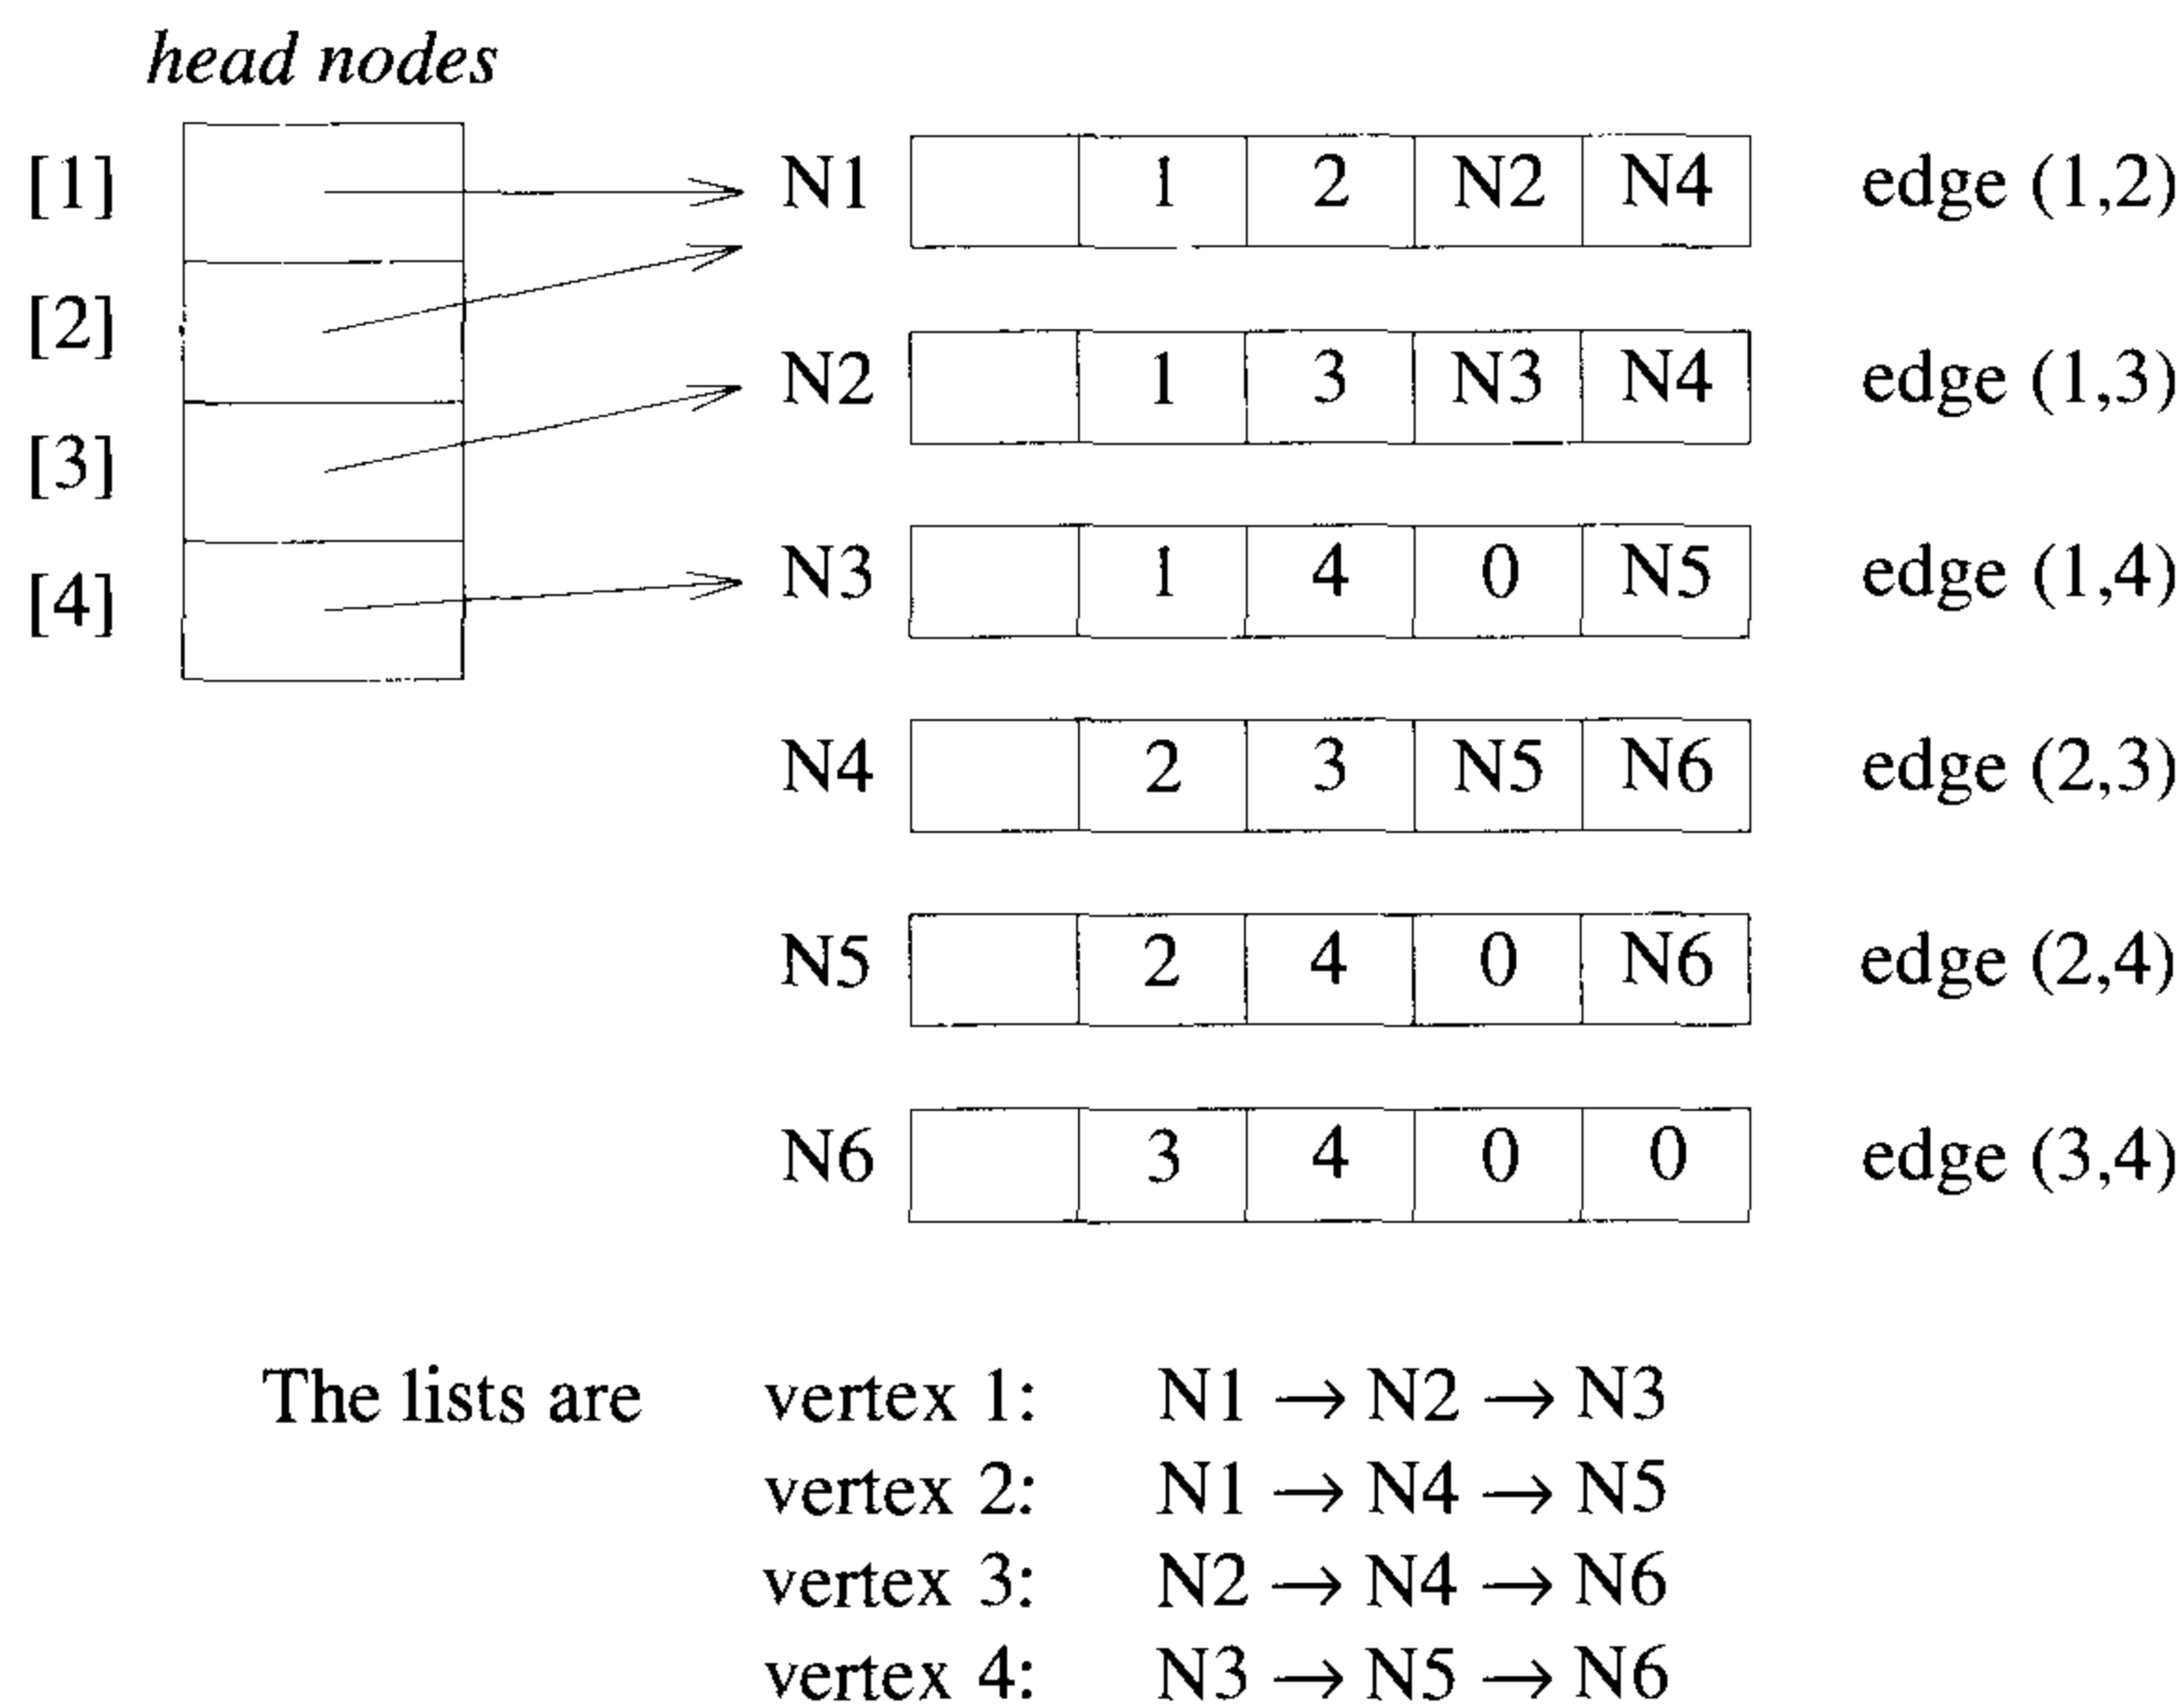 head nodes
[1] N1 1 2 N2 N4 edge (1,2)
[2]
N2 1 3 N3 N4 edge (1,3)
[3]
N3 1 4 0 N5 edge (1,4)
[4]
N4 2 3 N5 N6 edge (2,3)
N5 2 4 0 N6 edge (2,4)
N6 3 4 0 0 edge (3,4)
The lists are vertex 1: N1 → N2 → N3
vertex 2: N1 → N4 → N5
vertex 3: N2 → N4 → N6
vertex 4: N3 → N5 → N6